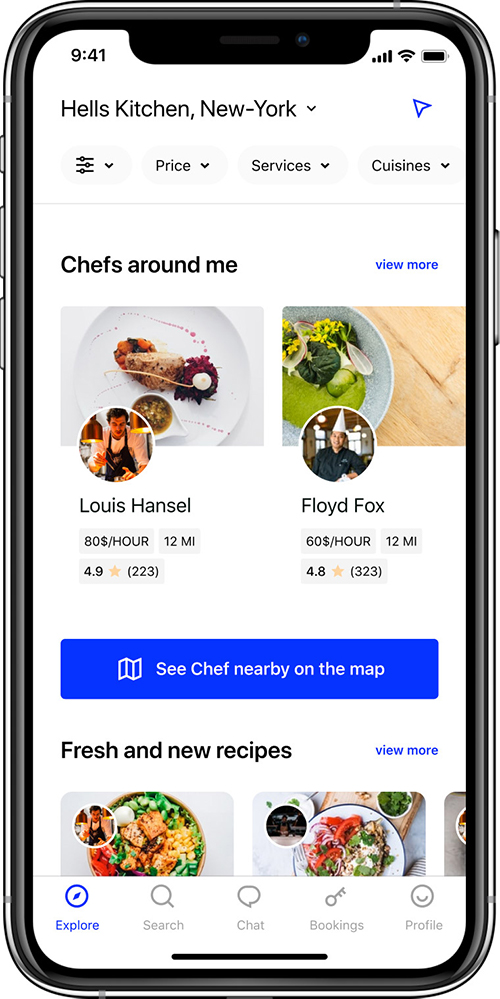 9:41
Hells Kitchen, New-York
Price
Services
Cuisines
Chefs around me
view more
Louis Hansel
80$/HOUR
12 MI
4.9 ★ (223)
Floyd Fox
60$/HOUR
12 MI
4.8 ★ (323)
See Chef nearby on the map
Fresh and new recipes
view more
Explore
Search
Chat
Bookings
Profile